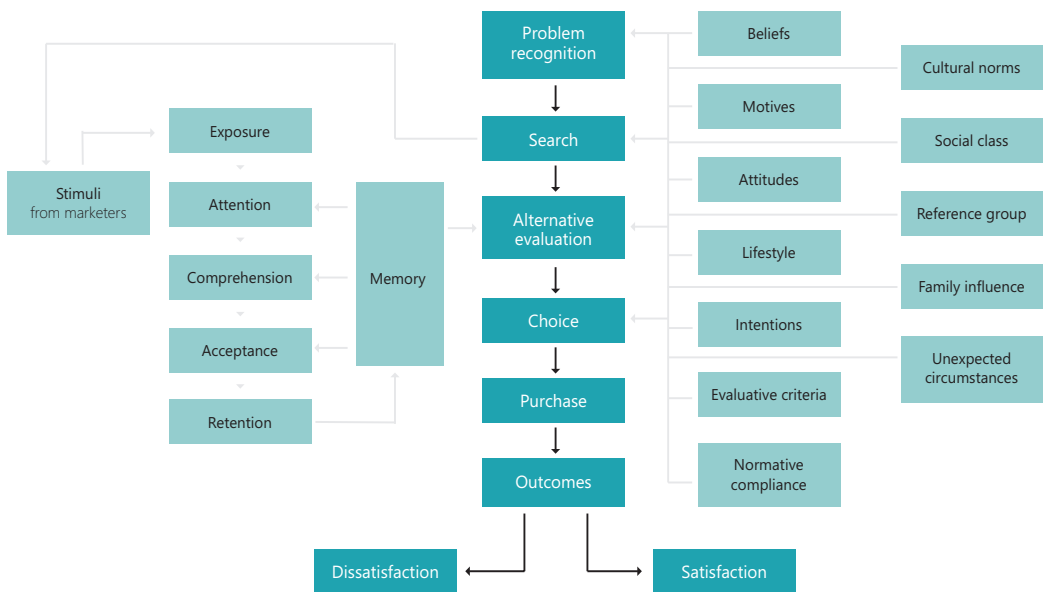 Problem
recognition
Beliefs
Cultural norms
Motives
Exposure
Search
Social class
Stimuli
from marketers
Attention
Memory
Alternative
evaluation
Attitudes
Reference group
Comprehension
Lifestyle
Family influence
Acceptance
Choice
Intentions
Unexpected
circumstances
Retention
Purchase
Evaluative criteria
Outcomes
Normative
compliance
Dissatisfaction
Satisfaction